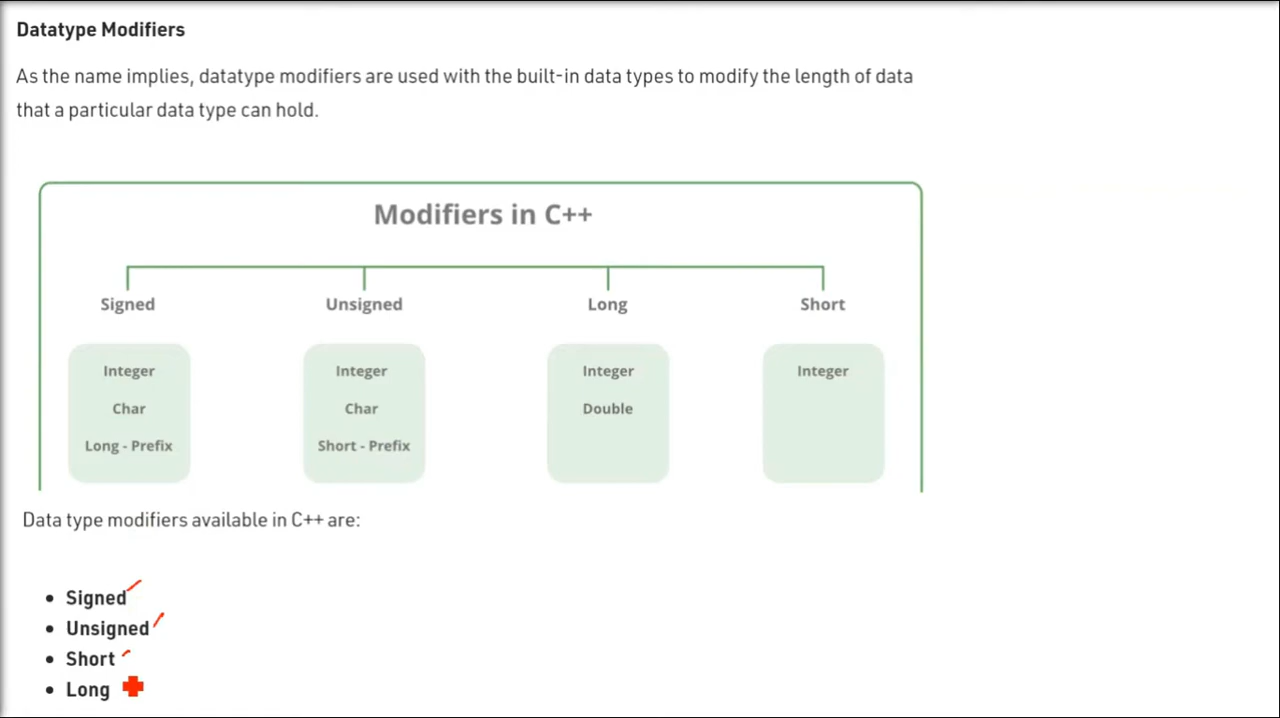 Datatype Modifiers
As the name implies, datatype modifiers are used with the built-in data types to modify the length of data
that a particular data type can hold.
Modifiers in C++
Signed Unsigned Long Short
Integer Integer Integer Integer
Char Char Double
Long - Prefix Short - Prefix
Data type modifiers available in C++ are:
• Signed
• Unsigned
• Short
• Long